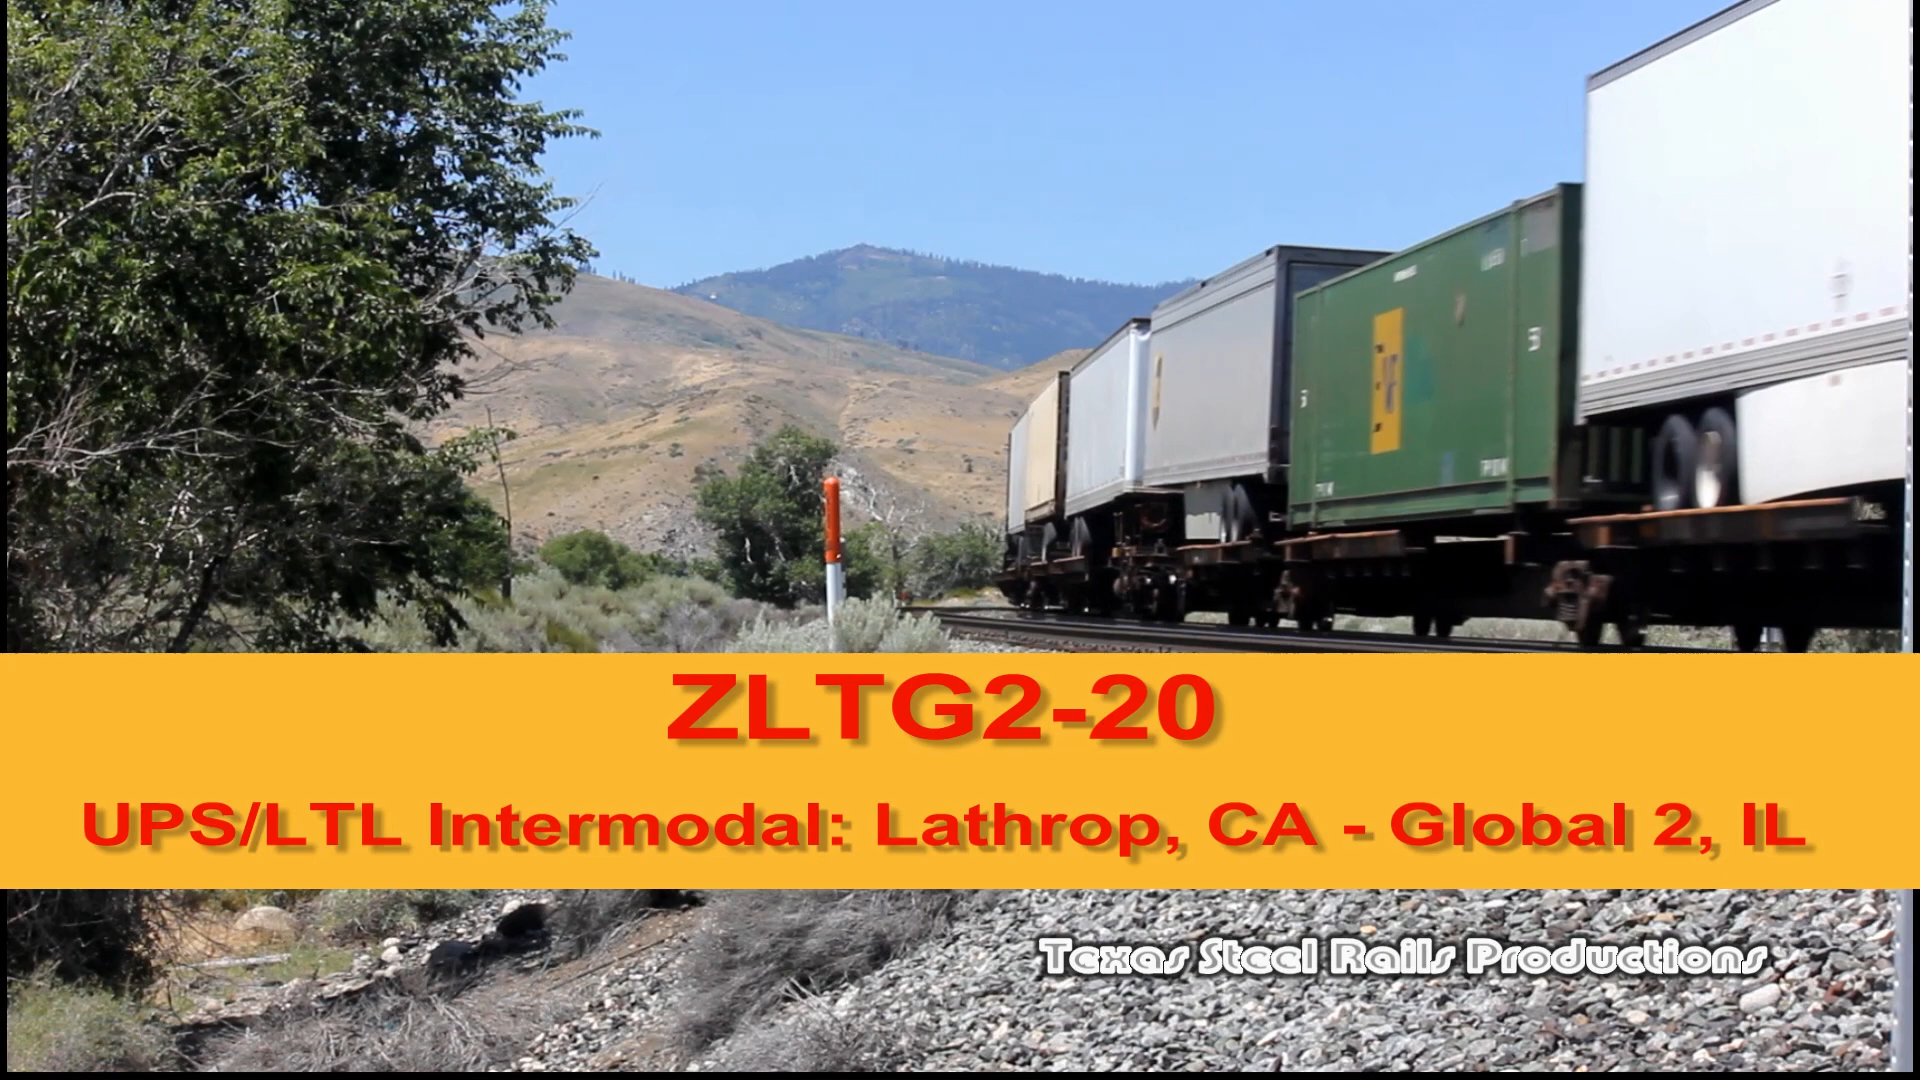 ZLTG2-20
UPS/LTL Intermodal: Lathrop, CA - Global 2, IL
Texas Steel Rails Productions